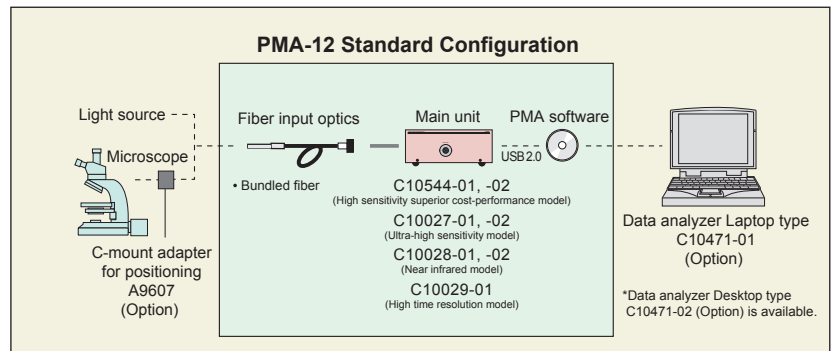 PMA-12 Standard Configuration
Light source
Microscope
C-mount adapter
for positioning
A9607
(Option)
Fiber input optics
• Bundled fiber
Main unit
PMA software
USB 2.0
C10544-01, -02
(High sensitivity superior cost-performance model)
C10027-01, -02
(Ultra-high sensitivity model)
C10028-01, -02
(Near infrared model)
C10029-01
(High time resolution model)
Data analyzer Laptop type
C10471-01
(Option)
*Data analyzer Desktop type
C10471-02 (Option) is available.